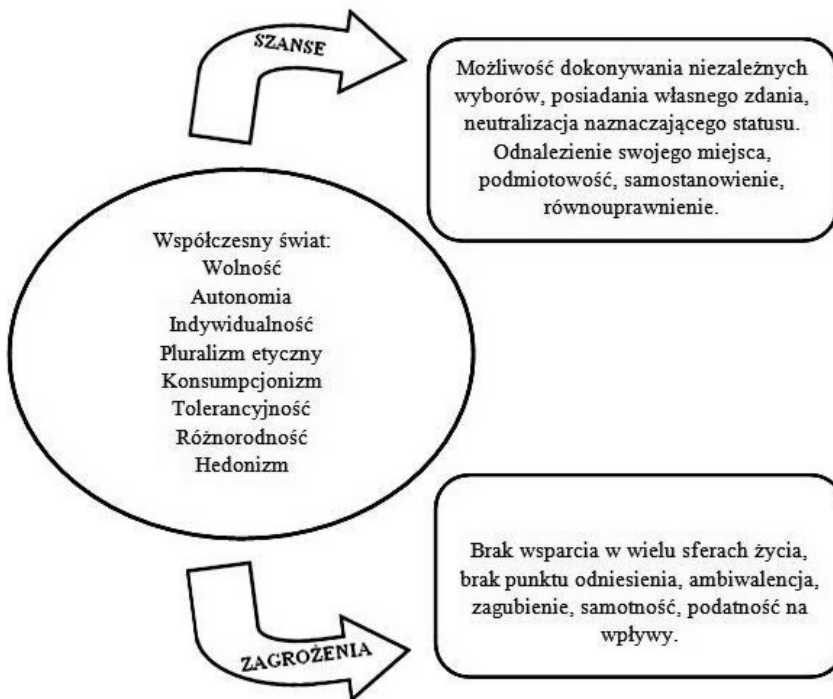 SZANSE
Możliwość dokonywania niezależnych
wyborów, posiadania własnego zdania,
neutralizacja naznaczającego statusu.
Odnalezienie swojego miejsca,
podmiotowość, samostanowienie,
równouprawnienie.
Współczesny świat:
Wolność
Autonomia
Indywidualność
Pluralizm etyczny
Konsumpcjonizm
Tolerancyjność
Różnorodność
Hedonizm
Brak wsparcia w wielu sferach życia,
brak punktu odniesienia, ambiwalencja,
zagubienie, samotność, podatność na
wpływy.
ZAGROŻENIA